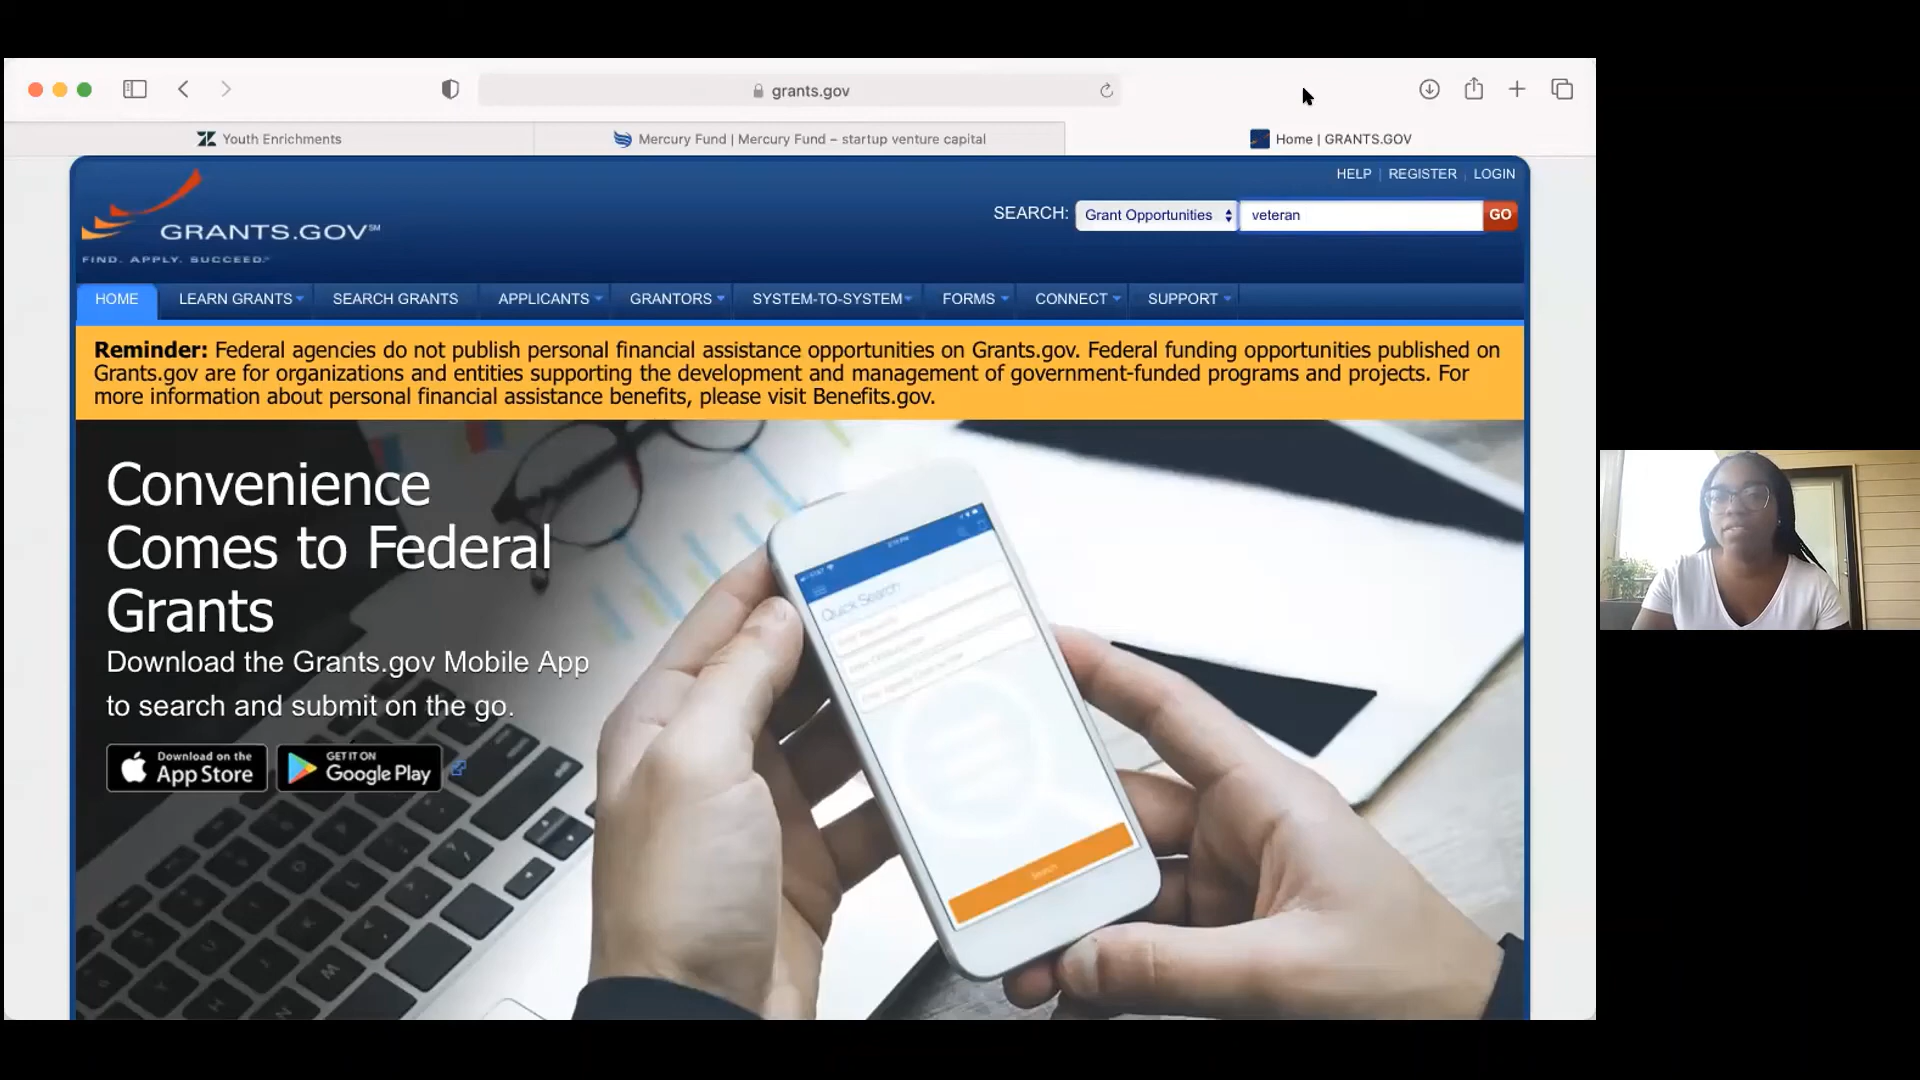 grants.gov
Youth Enrichments
Mercury Fund | Mercury Fund – startup venture capital
Home | GRANTS.GOV
HELP | REGISTER | LOGIN
SEARCH: Grant Opportunities veteran GO
GRANTS.GOV℠
FIND. APPLY. SUCCEED.
HOME LEARN GRANTS SEARCH GRANTS APPLICANTS GRANTORS SYSTEM-TO-SYSTEM FORMS CONNECT SUPPORT
Reminder: Federal agencies do not publish personal financial assistance opportunities on Grants.gov. Federal funding opportunities published on
Grants.gov are for organizations and entities supporting the development and management of government-funded programs and projects. For
more information about personal financial assistance benefits, please visit Benefits.gov.
Convenience
Comes to Federal
Grants
Download the Grants.gov Mobile App
to search and submit on the go.
Download on the
App Store
GET IT ON
Google Play
Quick Search
Search